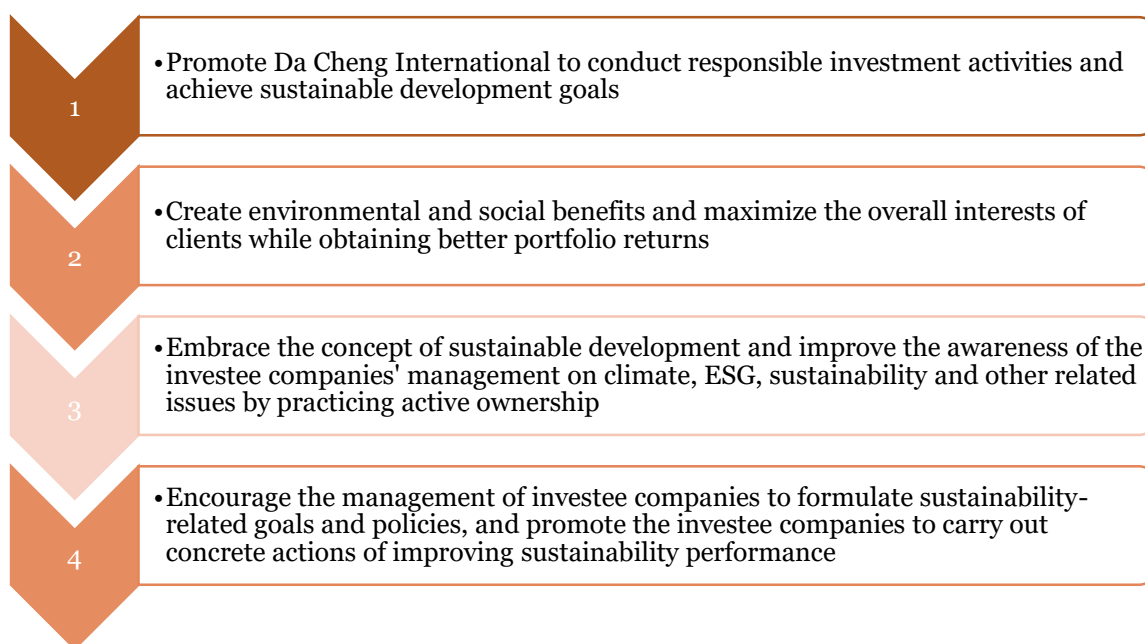 1
•Promote Da Cheng International to conduct responsible investment activities and
achieve sustainable development goals
2
•Create environmental and social benefits and maximize the overall interests of
clients while obtaining better portfolio returns
3
•Embrace the concept of sustainable development and improve the awareness of the
investee companies' management on climate, ESG, sustainability and other related
issues by practicing active ownership
4
•Encourage the management of investee companies to formulate sustainability-
related goals and policies, and promote the investee companies to carry out
concrete actions of improving sustainability performance